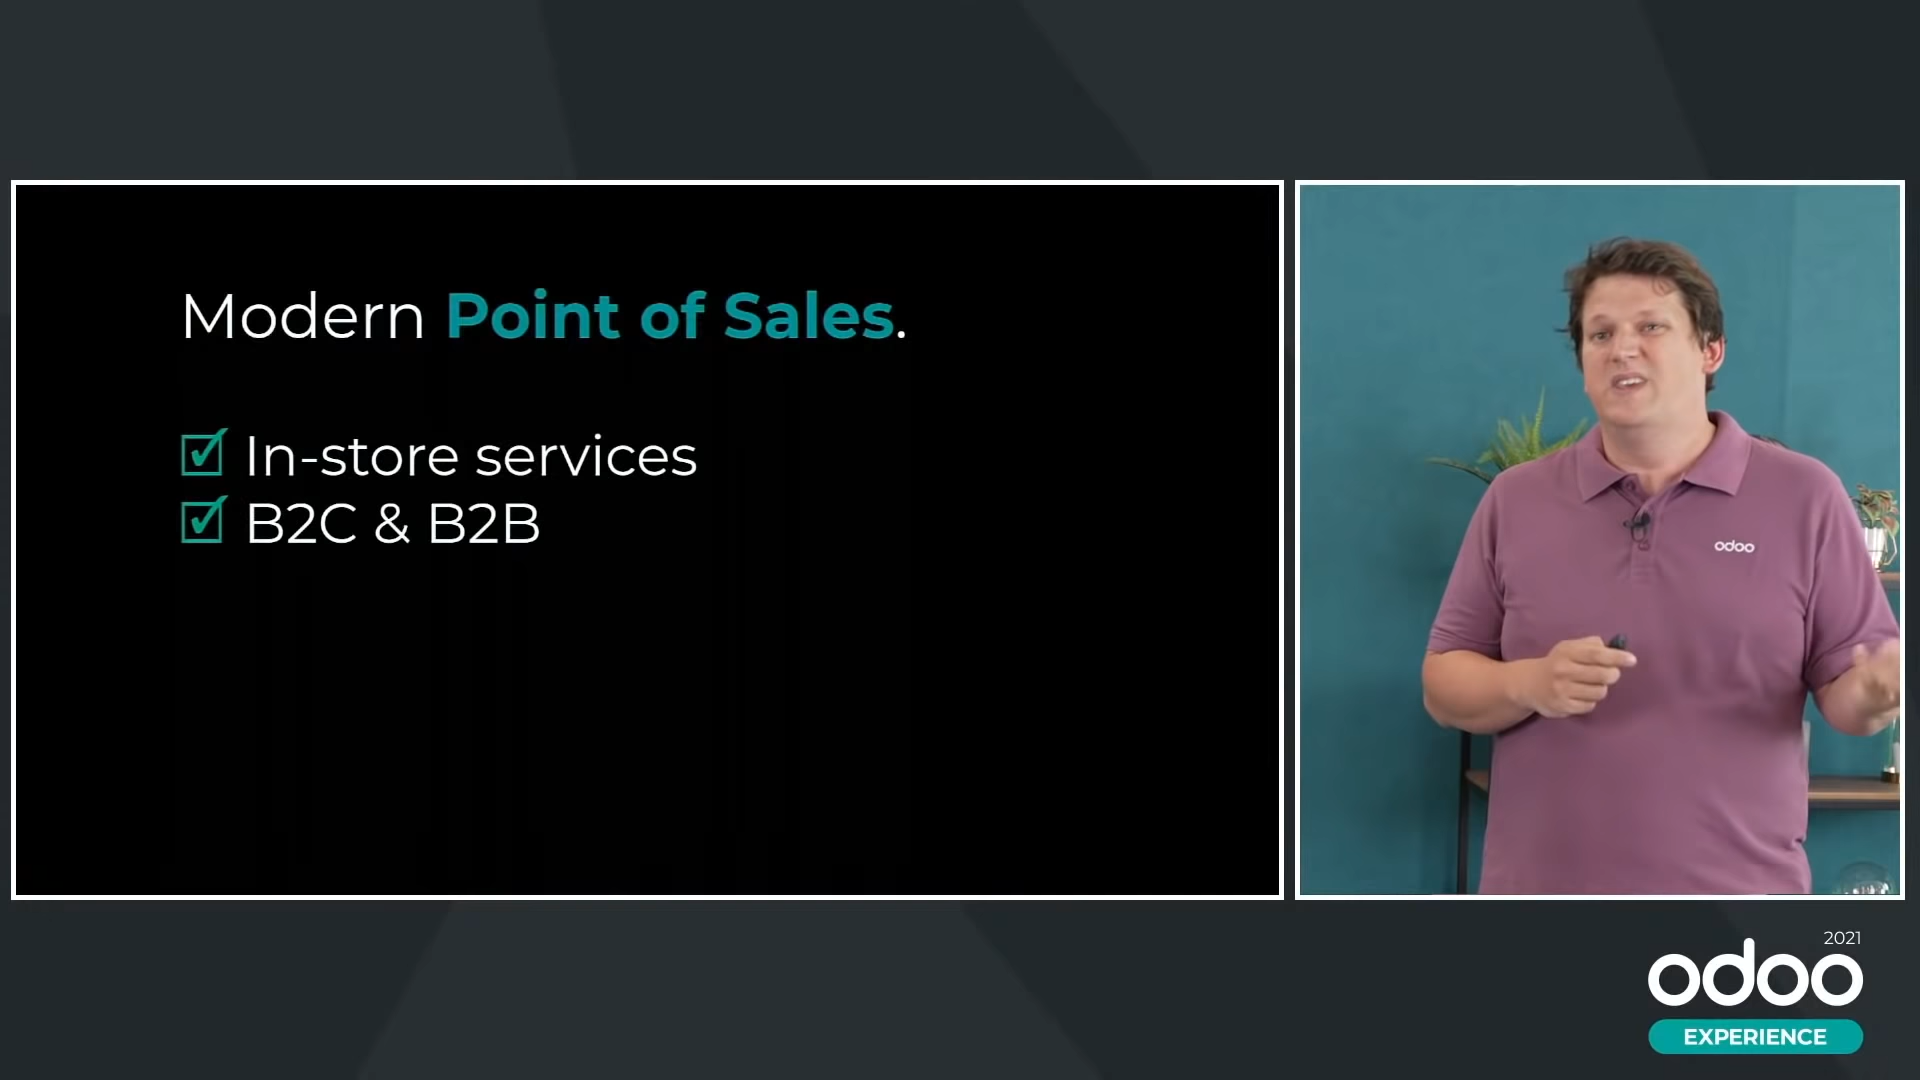 Modern Point of Sales.
In-store services
B2C & B2B
odoo
2021
odoo
EXPERIENCE